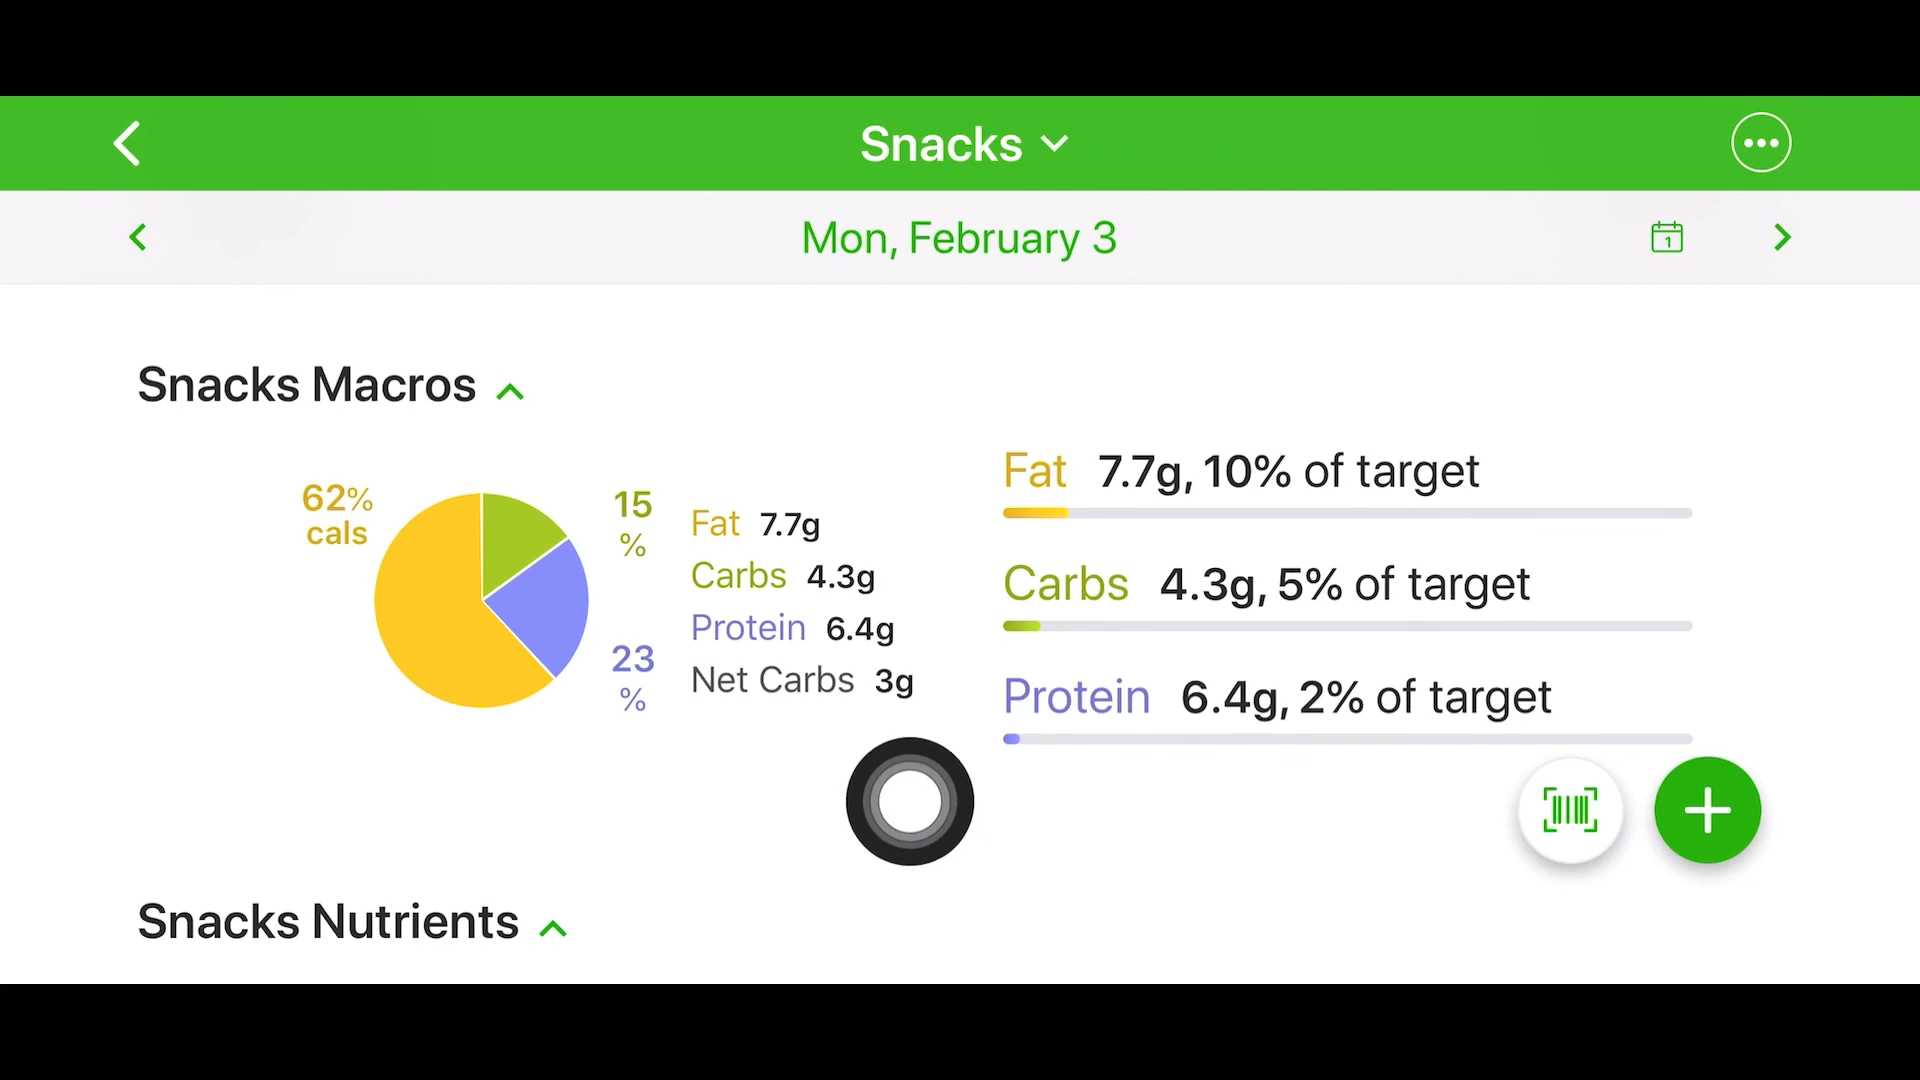 Snacks
Mon, February 3
1
Snacks Macros
62%
cals
15
%
23
%
Fat 7.7g
Carbs 4.3g
Protein 6.4g
Net Carbs 3g
Fat 7.7g, 10% of target
Carbs 4.3g, 5% of target
Protein 6.4g, 2% of target
Snacks Nutrients